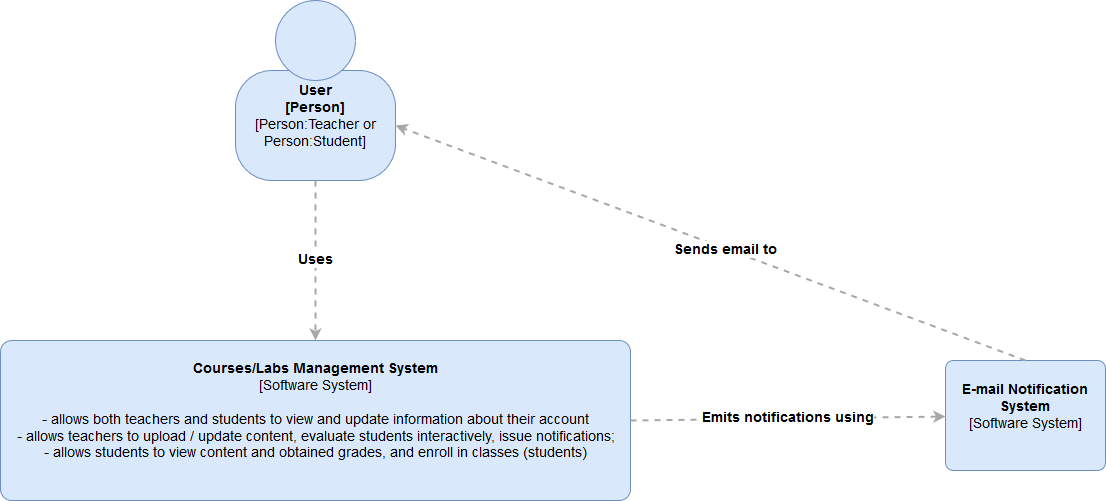 User
[Person]
[Person:Teacher or
Person:Student]
Sends email to
Uses
Courses/Labs Management System
[Software System]
- allows both teachers and students to view and update information about their account
- allows teachers to upload / update content, evaluate students interactively, issue notifications;
- allows students to view content and obtained grades, and enroll in classes (students)
Emits notifications using
E-mail Notification
System
[Software System]